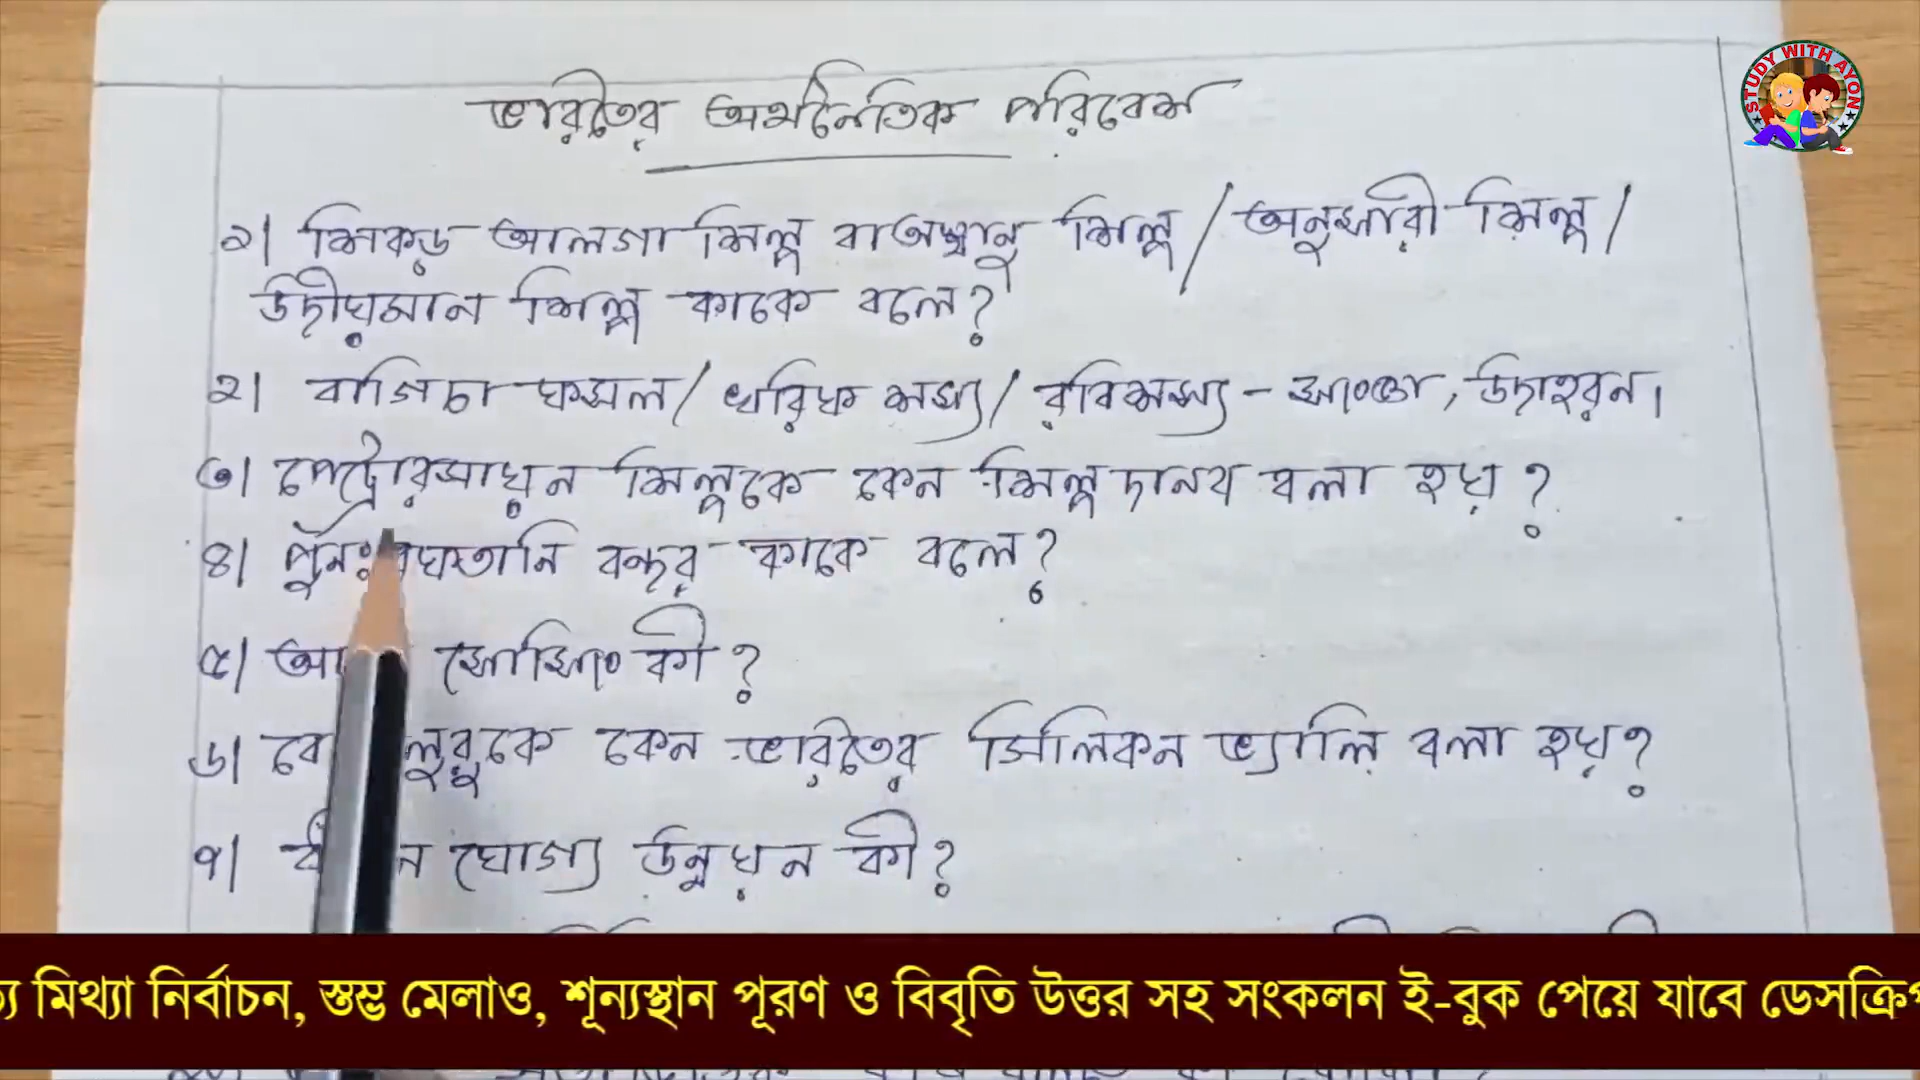 STUDY WITH AYON
ভারতের অর্থনৈতিক পরিবেশ
১। শিকড় আলগা শিল্প বা অস্থানু শিল্প / অনুসারী শিল্প /
উদীয়মান শিল্প কাকে বলে?
২। বাগিচা ফসল / খরিফ শস্য / রবিশস্য - সংজ্ঞা, উদাহরন।
৩। পেট্রোরসায়ন শিল্পকে কেন শিল্পদানব বলা হয়?
৪। পুনঃরপ্তানি বন্দর কাকে বলে?
৫। সোর্সিং কী?
৬। কেন ভারতের সিলিকন ভ্যালি বলা হয়?
৭। যোগ্য উন্নয়ন কী?
মিথ্যা নির্বাচন, স্তম্ভ মেলাও, শূন্যস্থান পূরণ ও বিবৃতি উত্তর সহ সংকলন ই-বুক পেয়ে যাবে